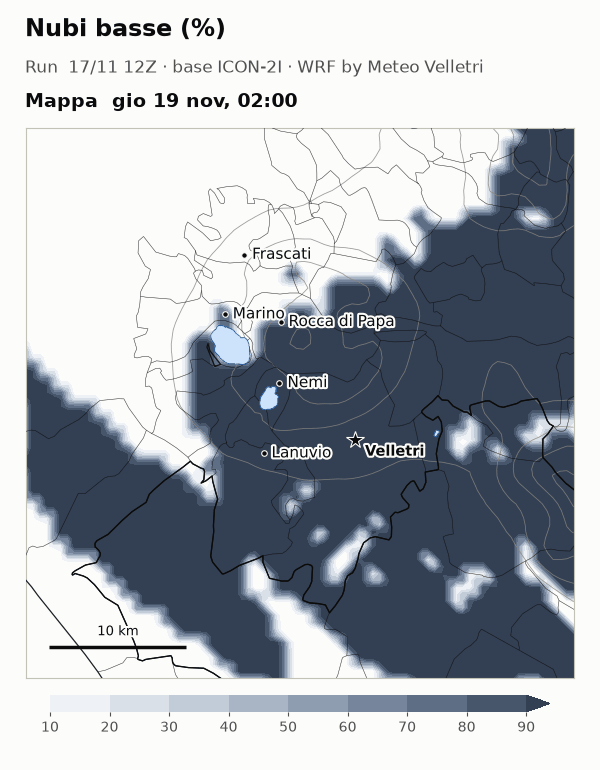 Nubi basse (%)
Run 17/11 12Z · base ICON-2I · WRF by Meteo Velletri
Mappa gio 19 nov, 02:00
Frascati
Marino
Rocca di Papa
Nemi
Velletri
Lanuvio
10 km
10 20 30 40 50 60 70 80 90